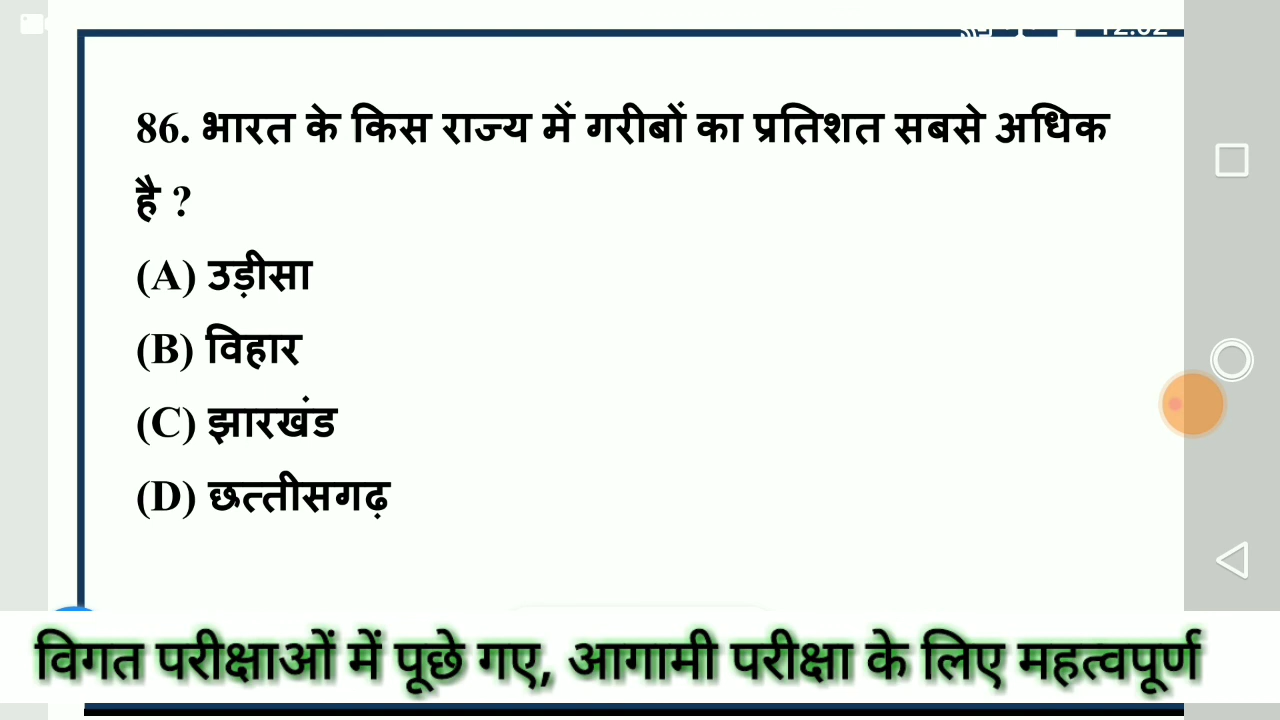 86. भारत के किस राज्य में गरीबों का प्रतिशत सबसे अधिक
है ?
(A) उड़ीसा
(B) विहार
(C) झारखंड
(D) छत्तीसगढ़
विगत परीक्षाओं में पूछे गए, आगामी परीक्षा के लिए महत्वपूर्ण